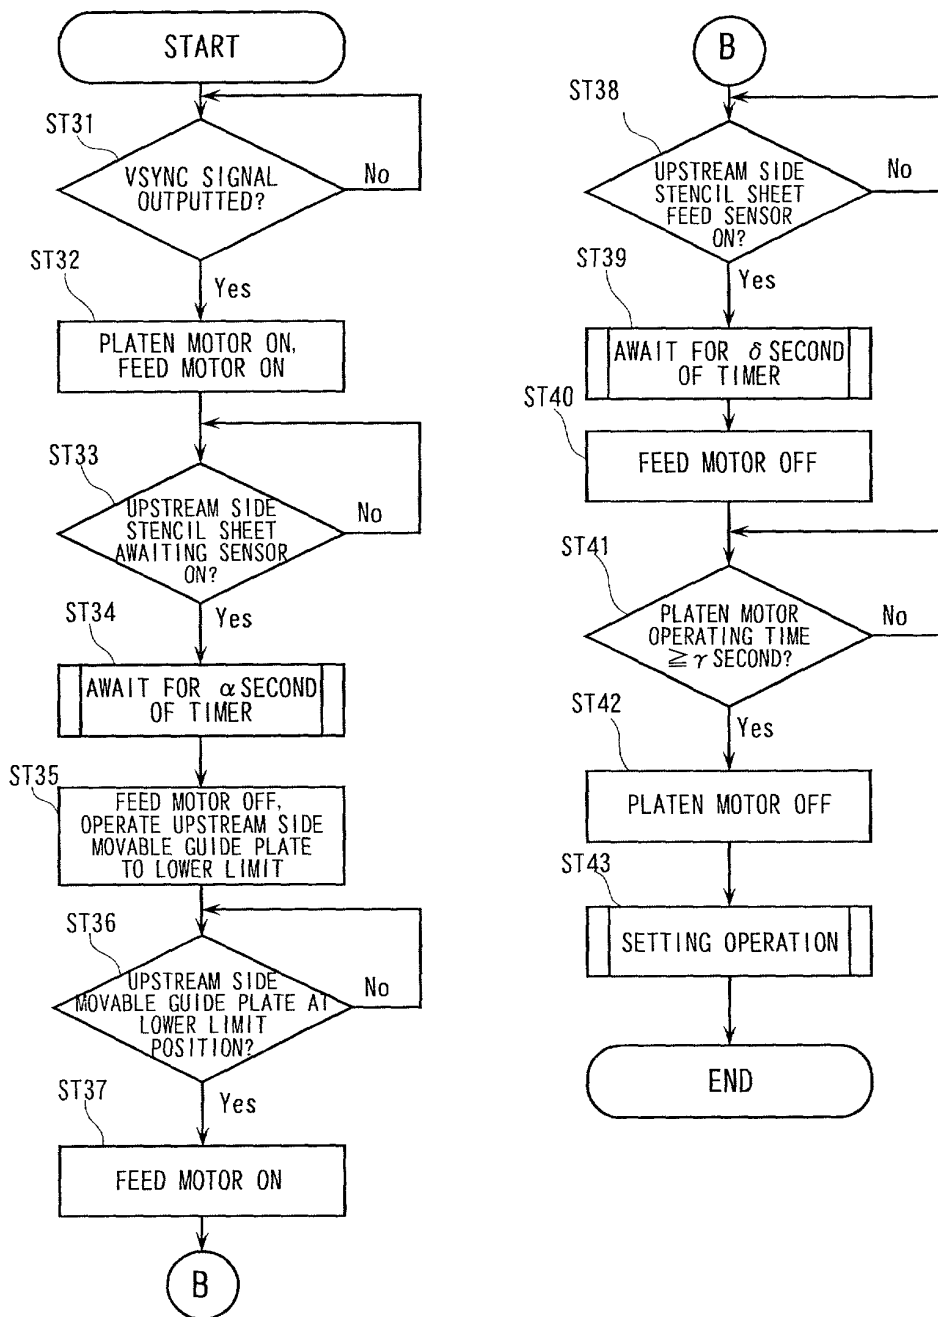 START
ST31
VSYNC SIGNAL
OUTPUTTED?
No
Yes
ST32
PLATEN MOTOR ON,
FEED MOTOR ON
ST33
UPSTREAM SIDE
STENCIL SHEET
AWAITING SENSOR
ON?
No
Yes
ST34
AWAIT FOR α SECOND
OF TIMER
ST35
FEED MOTOR OFF,
OPERATE UPSTREAM SIDE
MOVABLE GUIDE PLATE
TO LOWER LIMIT
ST36
UPSTREAM SIDE
MOVABLE GUIDE PLATE AT
LOWER LIMIT
POSITION?
No
Yes
ST37
FEED MOTOR ON
B
B
ST38
UPSTREAM SIDE
STENCIL SHEET
FEED SENSOR
ON?
No
Yes
ST39
AWAIT FOR δ SECOND
OF TIMER
ST40
FEED MOTOR OFF
ST41
PLATEN MOTOR
OPERATING TIME
≧ γ SECOND?
No
Yes
ST42
PLATEN MOTOR OFF
ST43
SETTING OPERATION
END